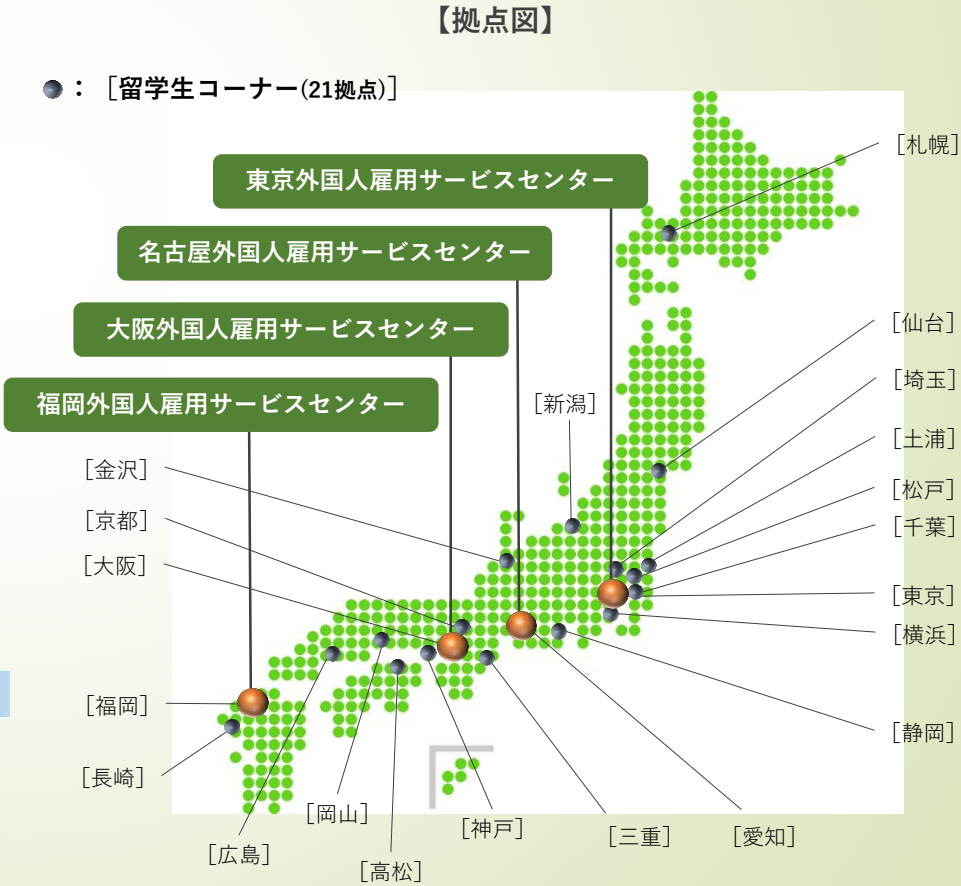 【拠点図】
：［留学生コーナー(21拠点)］
［札幌］
東京外国人雇用サービスセンター
名古屋外国人雇用サービスセンター
大阪外国人雇用サービスセンター
［仙台］
［埼玉］
福岡外国人雇用サービスセンター
［新潟］
［土浦］
［金沢］
［松戸］
［京都］
［千葉］
［大阪］
［東京］
［横浜］
［福岡］
［静岡］
［長崎］
［岡山］
［神戸］
［三重］
［愛知］
［広島］
［高松］